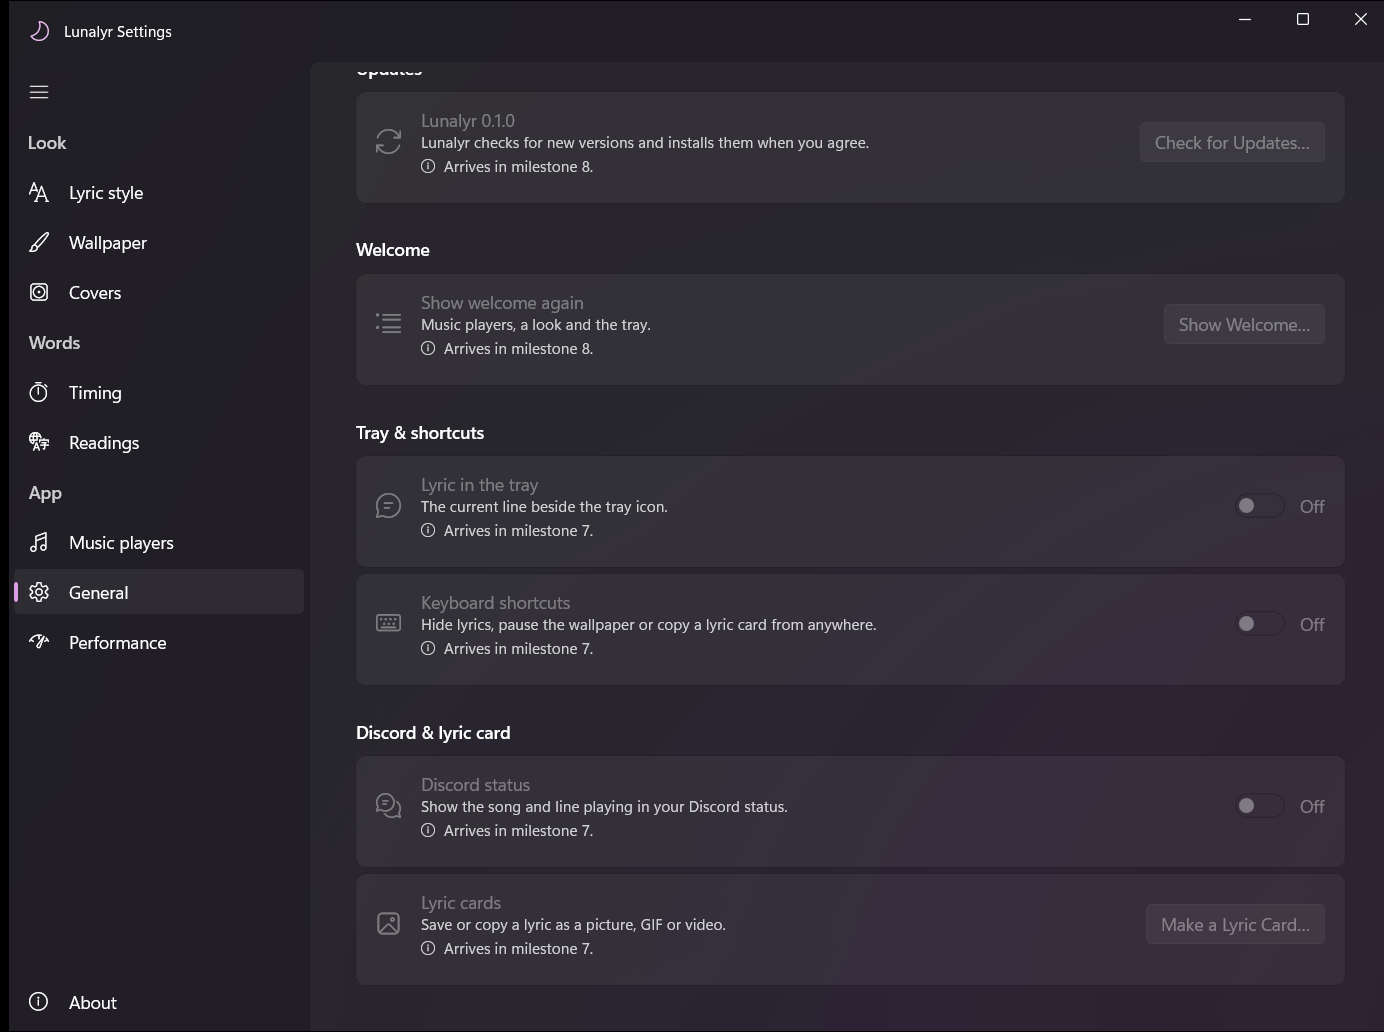 Lunalyr Settings
Look
Lyric style
Wallpaper
Covers
Words
Timing
Readings
App
Music players
General
Performance
About
Updates
Lunalyr 0.1.0
Lunalyr checks for new versions and installs them when you agree.
Arrives in milestone 8.
Check for Updates...
Welcome
Show welcome again
Music players, a look and the tray.
Arrives in milestone 8.
Show Welcome...
Tray & shortcuts
Lyric in the tray
The current line beside the tray icon.
Arrives in milestone 7.
Off
Keyboard shortcuts
Hide lyrics, pause the wallpaper or copy a lyric card from anywhere.
Arrives in milestone 7.
Off
Discord & lyric card
Discord status
Show the song and line playing in your Discord status.
Arrives in milestone 7.
Off
Lyric cards
Save or copy a lyric as a picture, GIF or video.
Arrives in milestone 7.
Make a Lyric Card...